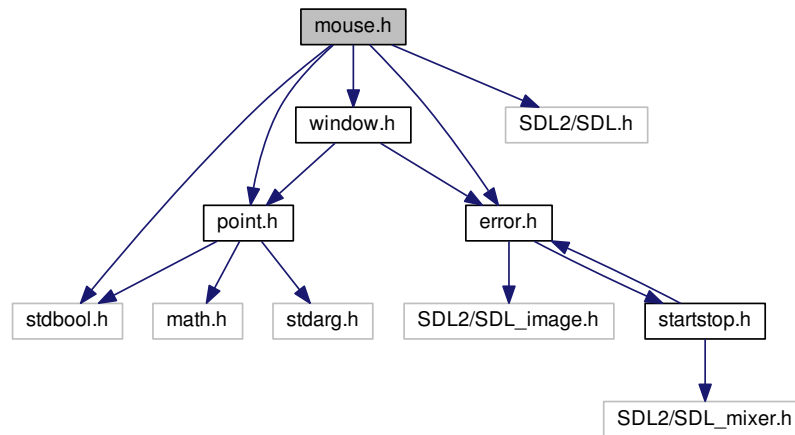 mouse.h
window.h
SDL2/SDL.h
point.h
error.h
stdbool.h
math.h
stdarg.h
SDL2/SDL_image.h
startstop.h
SDL2/SDL_mixer.h